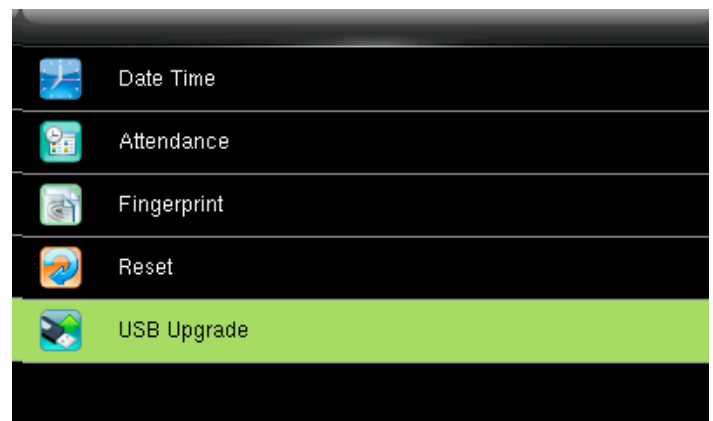 Date Time
Attendance
Fingerprint
Reset
USB Upgrade